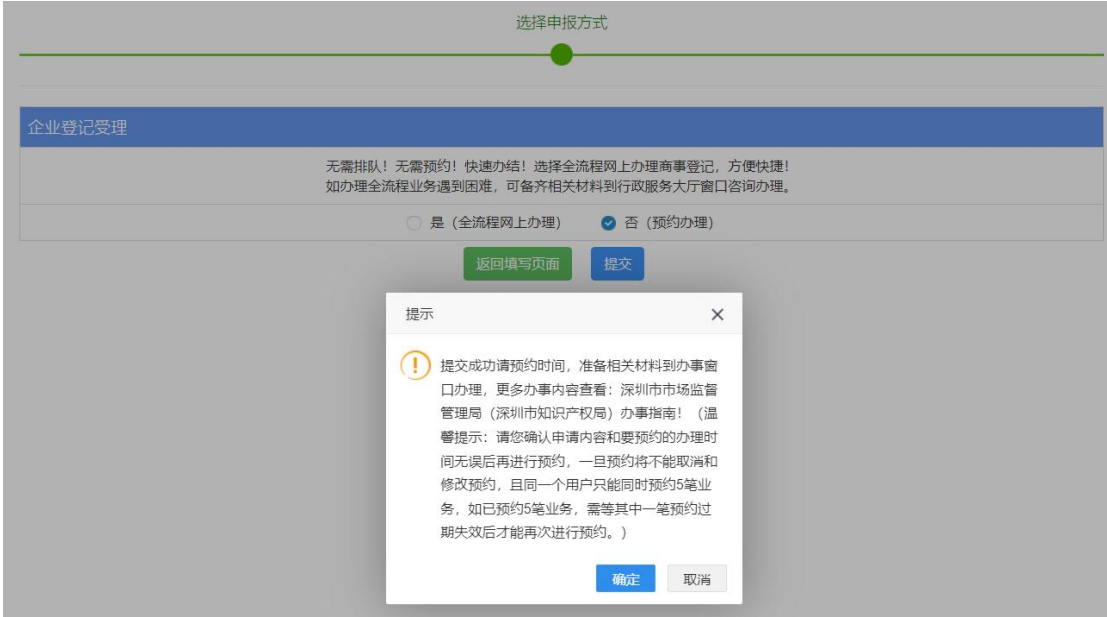 选择申报方式
企业登记受理
无需排队！无需预约！快速办结！选择全流程网上办理商事登记，方便快捷！
如办理全流程业务遇到困难，可备齐相关材料到行政服务大厅窗口咨询办理。
是（全流程网上办理） 否（预约办理）
返回填写页面 提交
提示
提交成功请预约时间，准备相关材料到办事窗
口办理，更多办事内容查看：深圳市市场监督
管理局（深圳市知识产权局）办事指南！（温
馨提示：请您确认申请内容和要预约的办理时
间无误后再进行预约，一旦预约将不能取消和
修改预约，且同一个用户只能同时预约5笔业
务，如已预约5笔业务，需等其中一笔预约过
期失效后才能再次进行预约。）
确定 取消